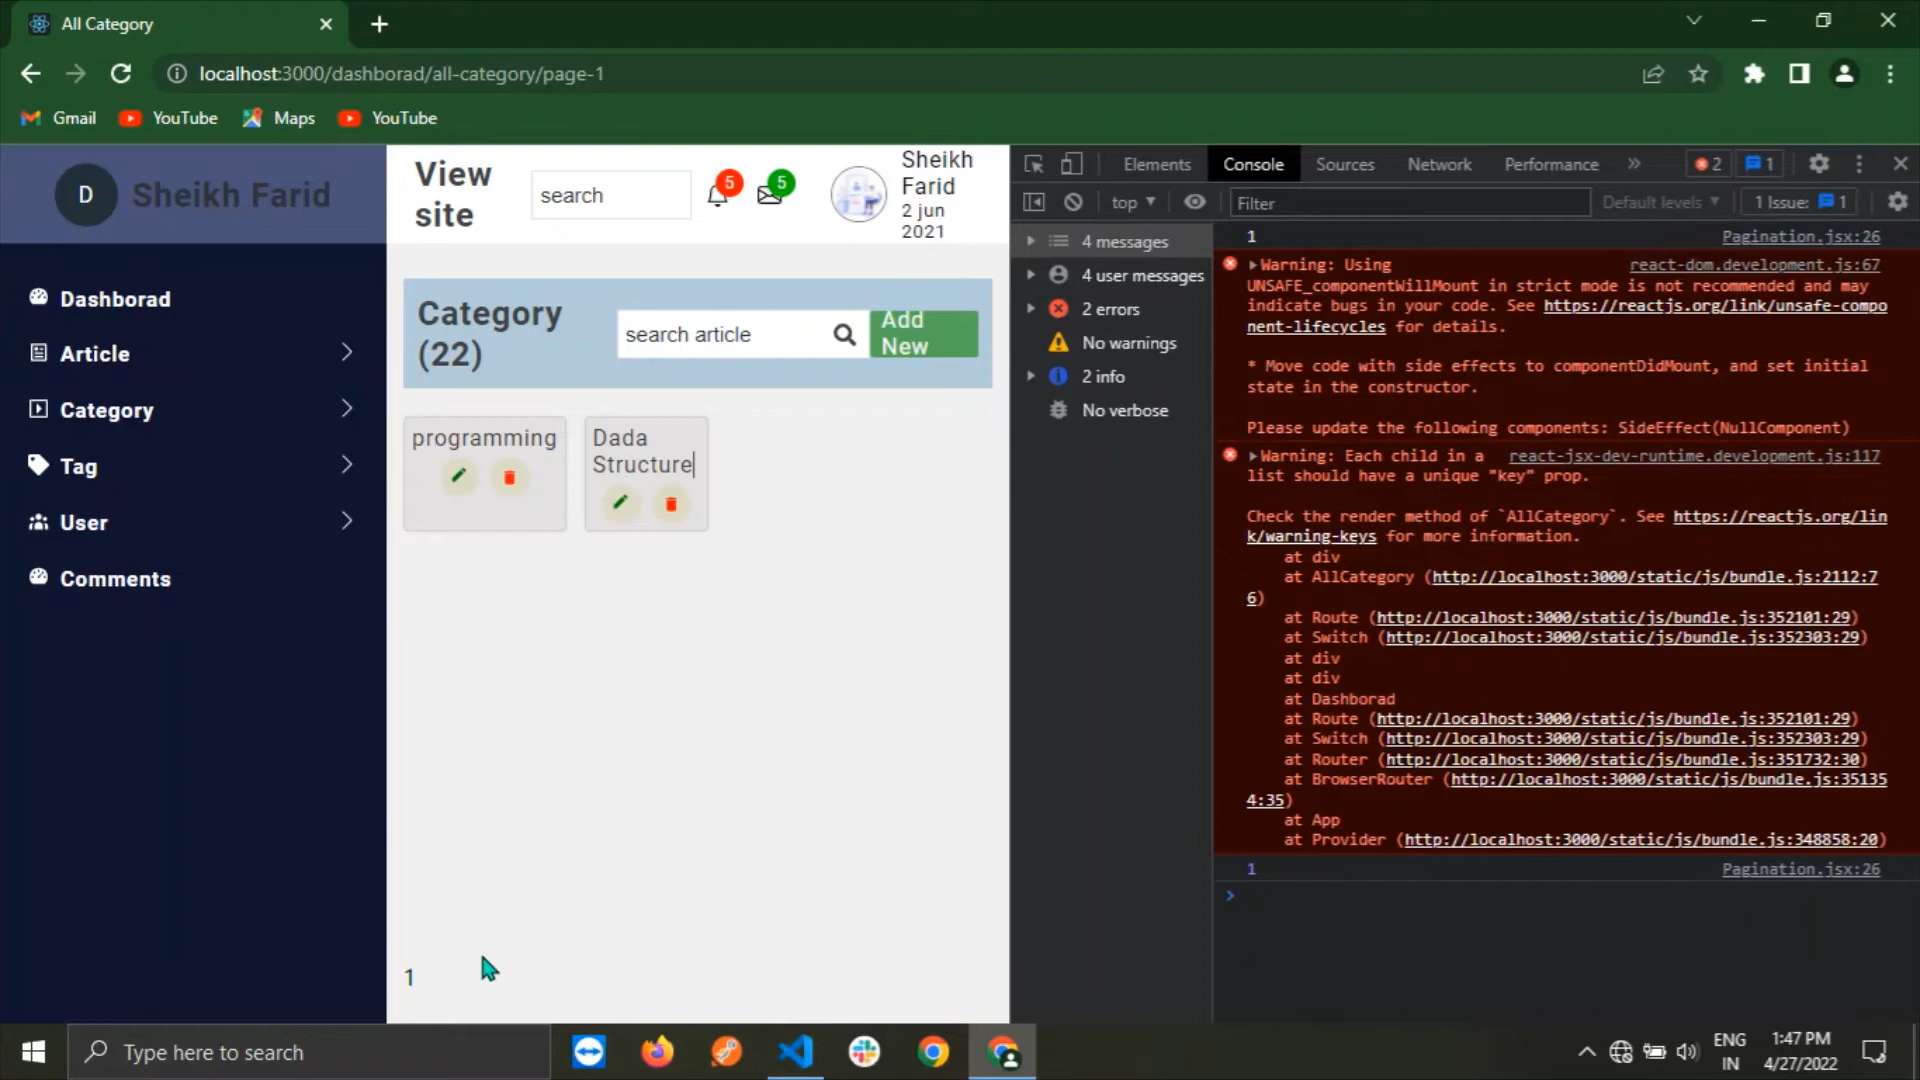 All Category
localhost:3000/dashborad/all-category/page-1
Gmail YouTube Maps YouTube
D Sheikh Farid
Dashborad
Article
Category
Tag
User
Comments
View site
search
5
5
Sheikh Farid
2 jun 2021
Category (22)
search article
Add New
programming
Dada Structure
1
Elements Console Sources Network Performance » 2 1
top Filter Default levels 1 Issue: 1
4 messages
4 user messages
2 errors
No warnings
2 info
No verbose
1 Pagination.jsx:26
Warning: Using react-dom.development.js:67
UNSAFE_componentWillMount in strict mode is not recommended and may
indicate bugs in your code. See https://reactjs.org/link/unsafe-compo
nent-lifecycles for details.
* Move code with side effects to componentDidMount, and set initial
state in the constructor.
Please update the following components: SideEffect(NullComponent)
Warning: Each child in a react-jsx-dev-runtime.development.js:117
list should have a unique "key" prop.
Check the render method of `AllCategory`. See https://reactjs.org/lin
k/warning-keys for more information.
at div
at AllCategory (http://localhost:3000/static/js/bundle.js:2112:7
6)
at Route (http://localhost:3000/static/js/bundle.js:352101:29)
at Switch (http://localhost:3000/static/js/bundle.js:352303:29)
at div
at div
at Dashborad
at Route (http://localhost:3000/static/js/bundle.js:352101:29)
at Switch (http://localhost:3000/static/js/bundle.js:352303:29)
at Router (http://localhost:3000/static/js/bundle.js:351732:30)
at BrowserRouter (http://localhost:3000/static/js/bundle.js:35135
4:35)
at App
at Provider (http://localhost:3000/static/js/bundle.js:348858:20)
1 Pagination.jsx:26
Type here to search
ENG
IN
1:47 PM
4/27/2022